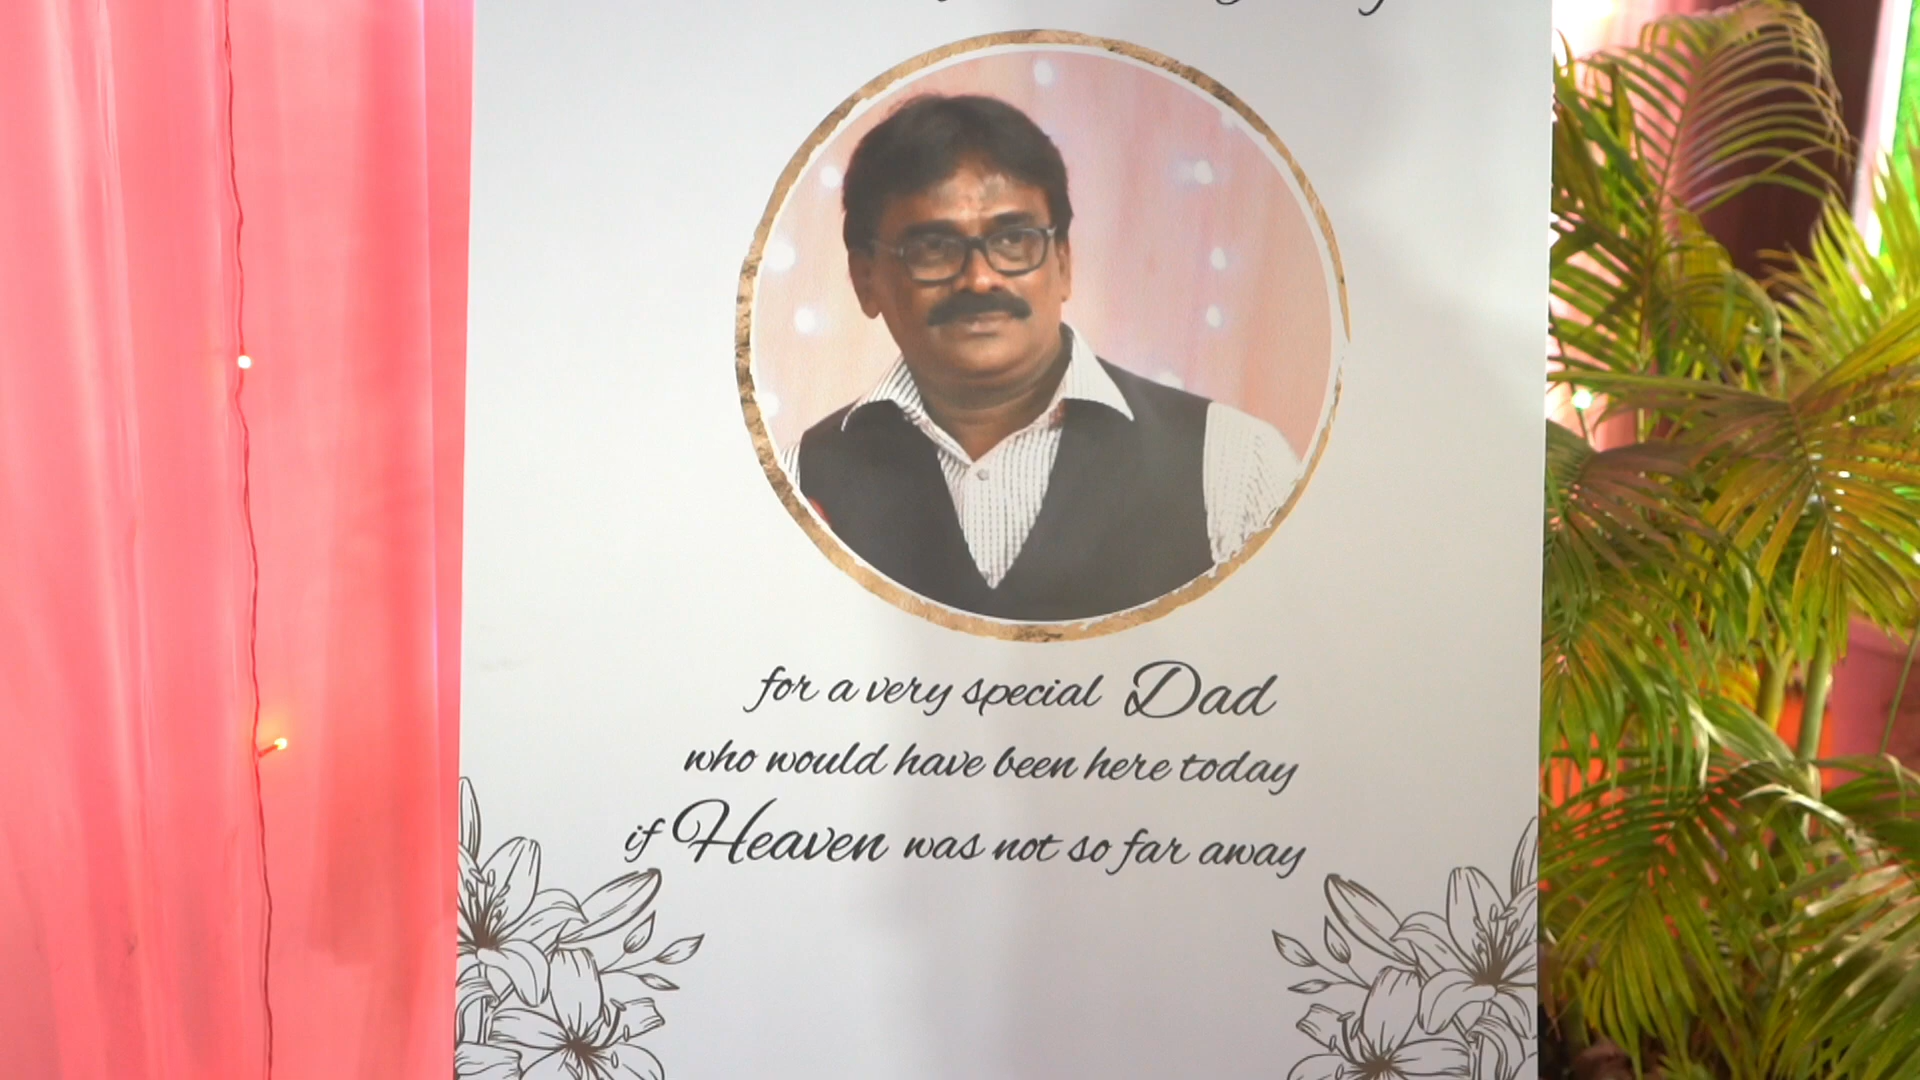 for a very special Dad
who would have been here today
if Heaven was not so far away